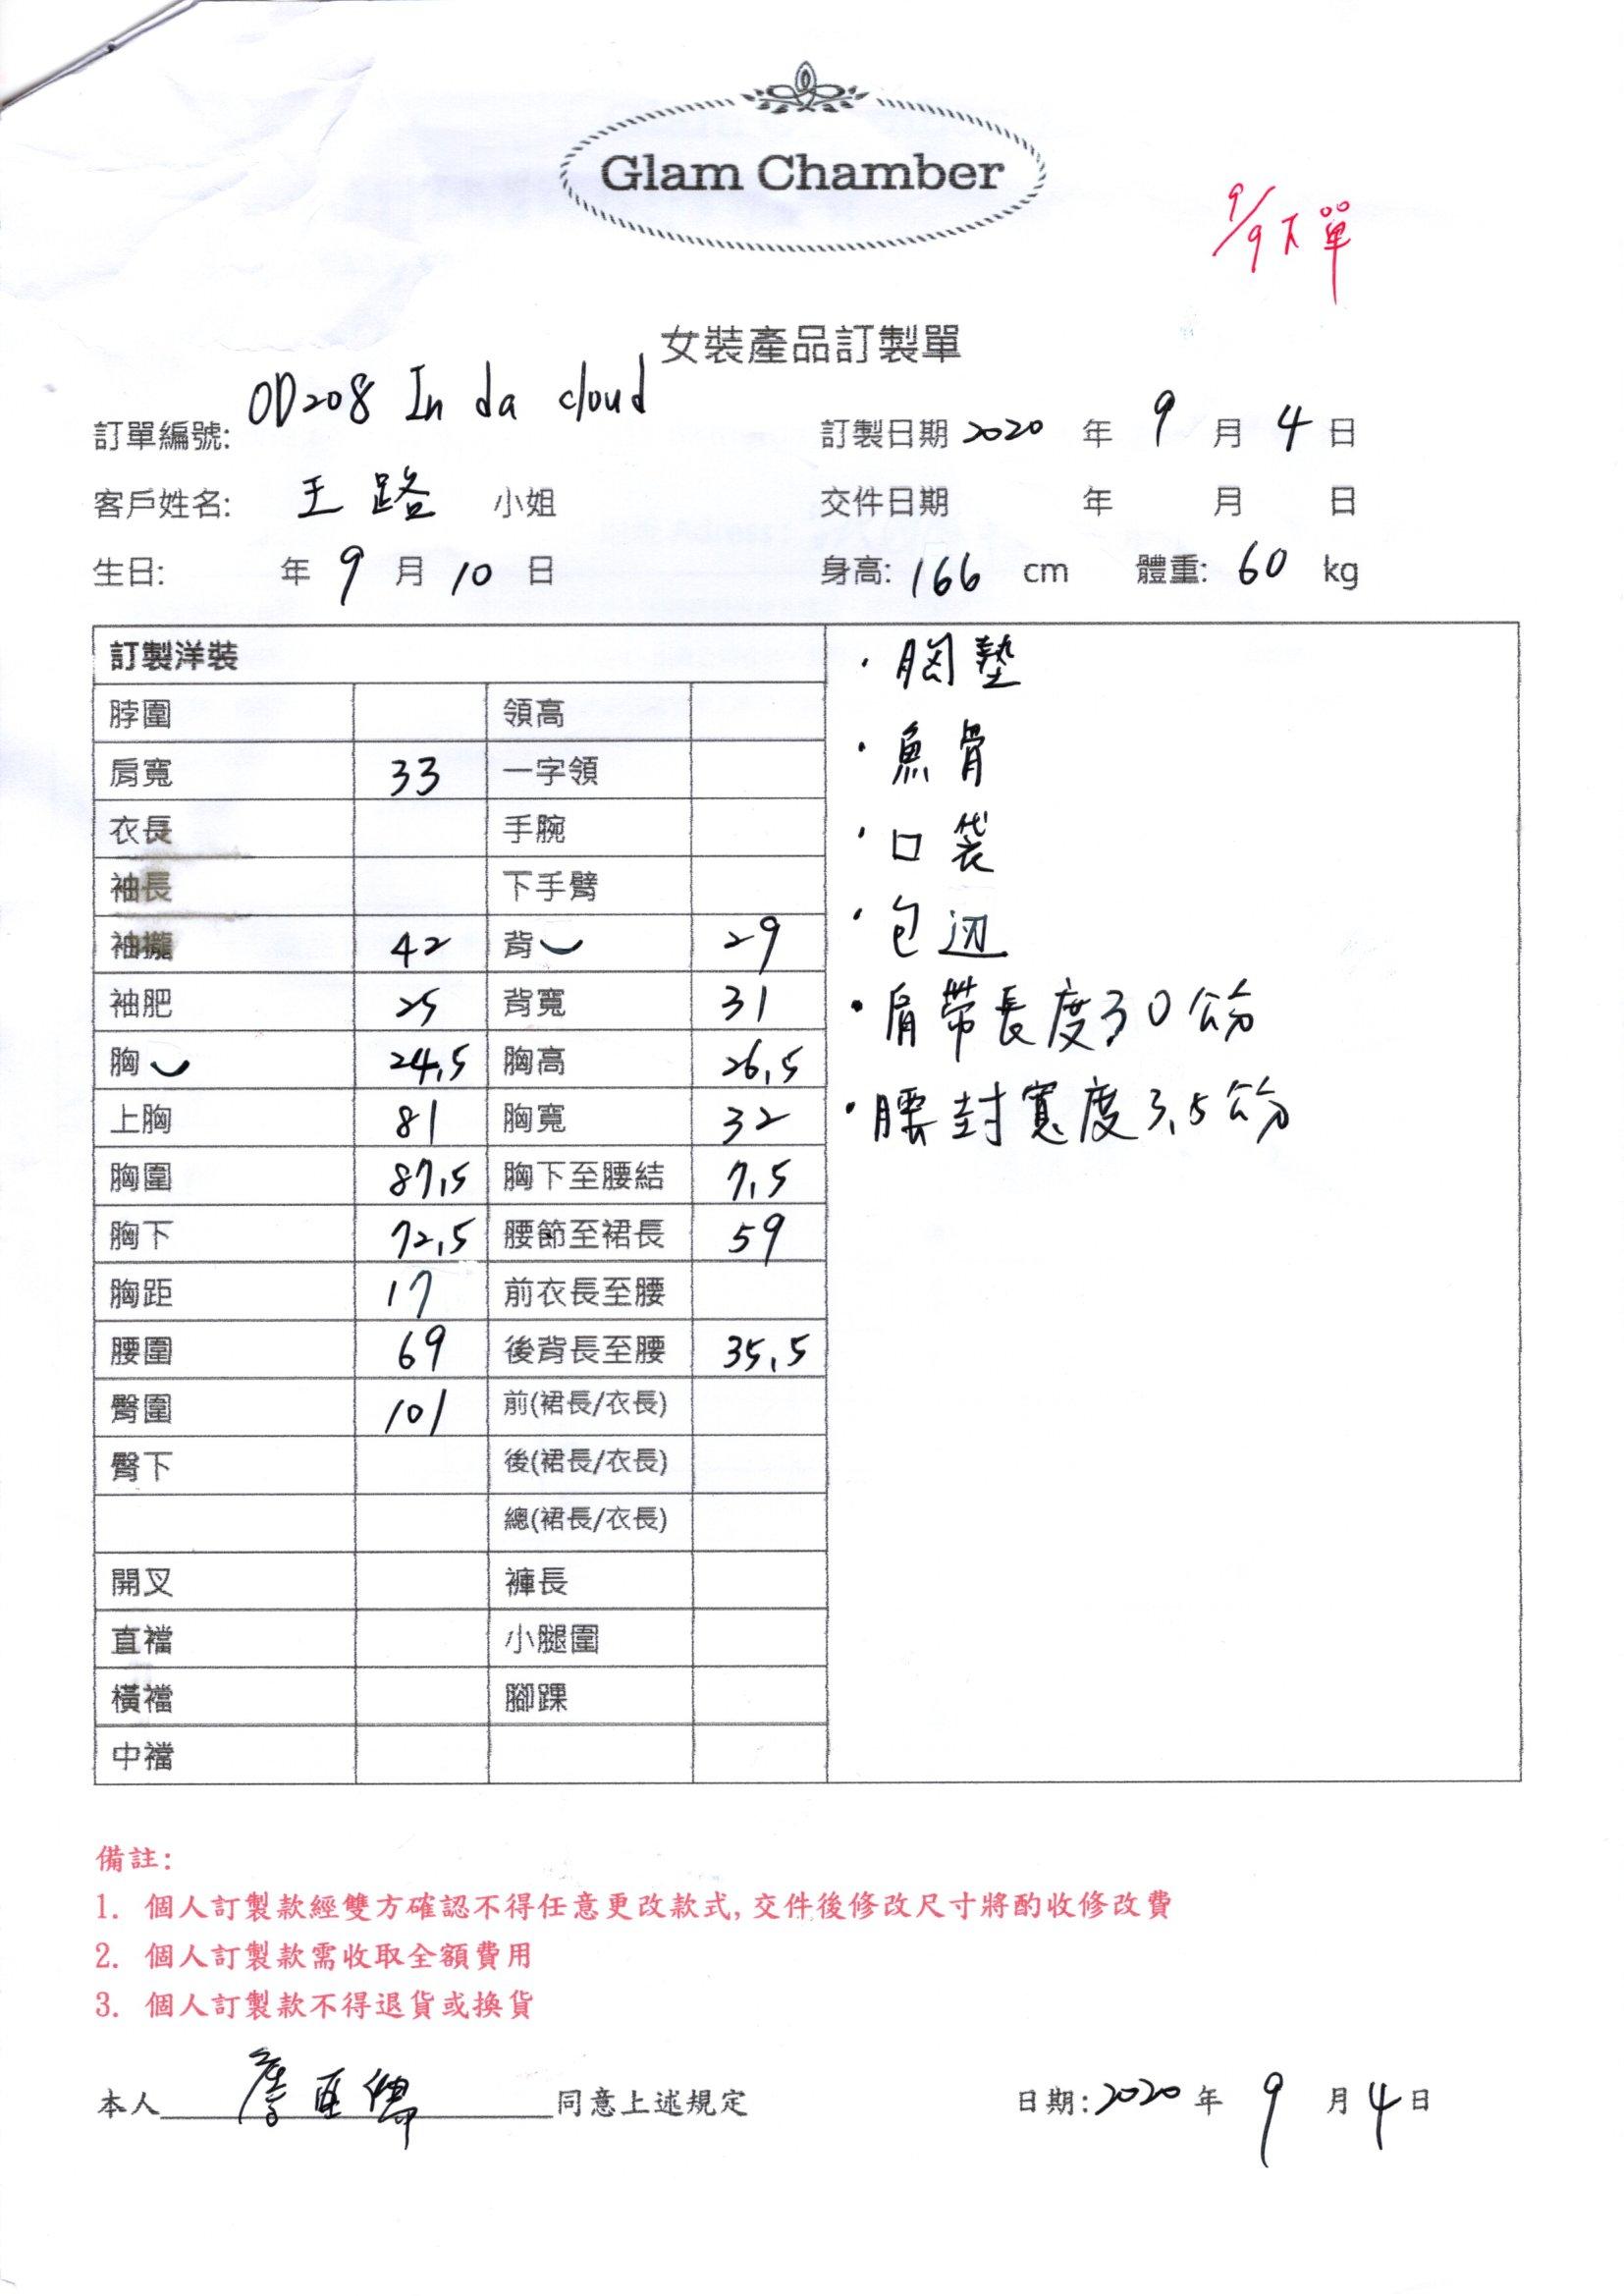 Glam Chamber
9/9下單
女裝產品訂製單
訂單編號: OD208 In da cloud 訂製日期 2020 年 9 月 4 日
客戶姓名: 王路 小姐 交件日期 年 月 日
生日: 年 9 月 10 日 身高: 166 cm 體重: 60 kg
訂製洋裝
脖圍 領高
肩寬 33 一字領
衣長 手腕
袖長 下手臂
袖攏 42 背 29
袖肥 25 背寬 31
胸 24.5 胸高 26.5
上胸 81 胸寬 32
胸圍 87.5 胸下至腰結 7.5
胸下 72.5 腰節至裙長 59
胸距 17 前衣長至腰
腰圍 69 後背長至腰 35.5
臀圍 101 前(裙長/衣長)
臀下 後(裙長/衣長)
總(裙長/衣長)
開叉 褲長
直襠 小腿圍
橫襠 腳踝
中襠
·胸墊
·魚骨
·口袋
·包边
·肩帶長度30公分
·腰封寬度3.5公分
備註:
1. 個人訂製款經雙方確認不得任意更改款式,交件後修改尺寸將酌收修改費
2. 個人訂製款需收取全額費用
3. 個人訂製款不得退貨或換貨
本人 同意上述規定 日期:2020 年 9 月 4 日